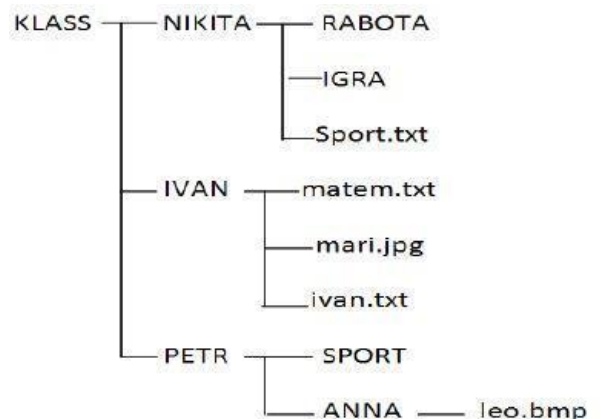 KLASS NIKITA RABOTA
IGRA
Sport.txt
IVAN matem.txt
mari.jpg
ivan.txt
PETR SPORT
ANNA leo.bmp